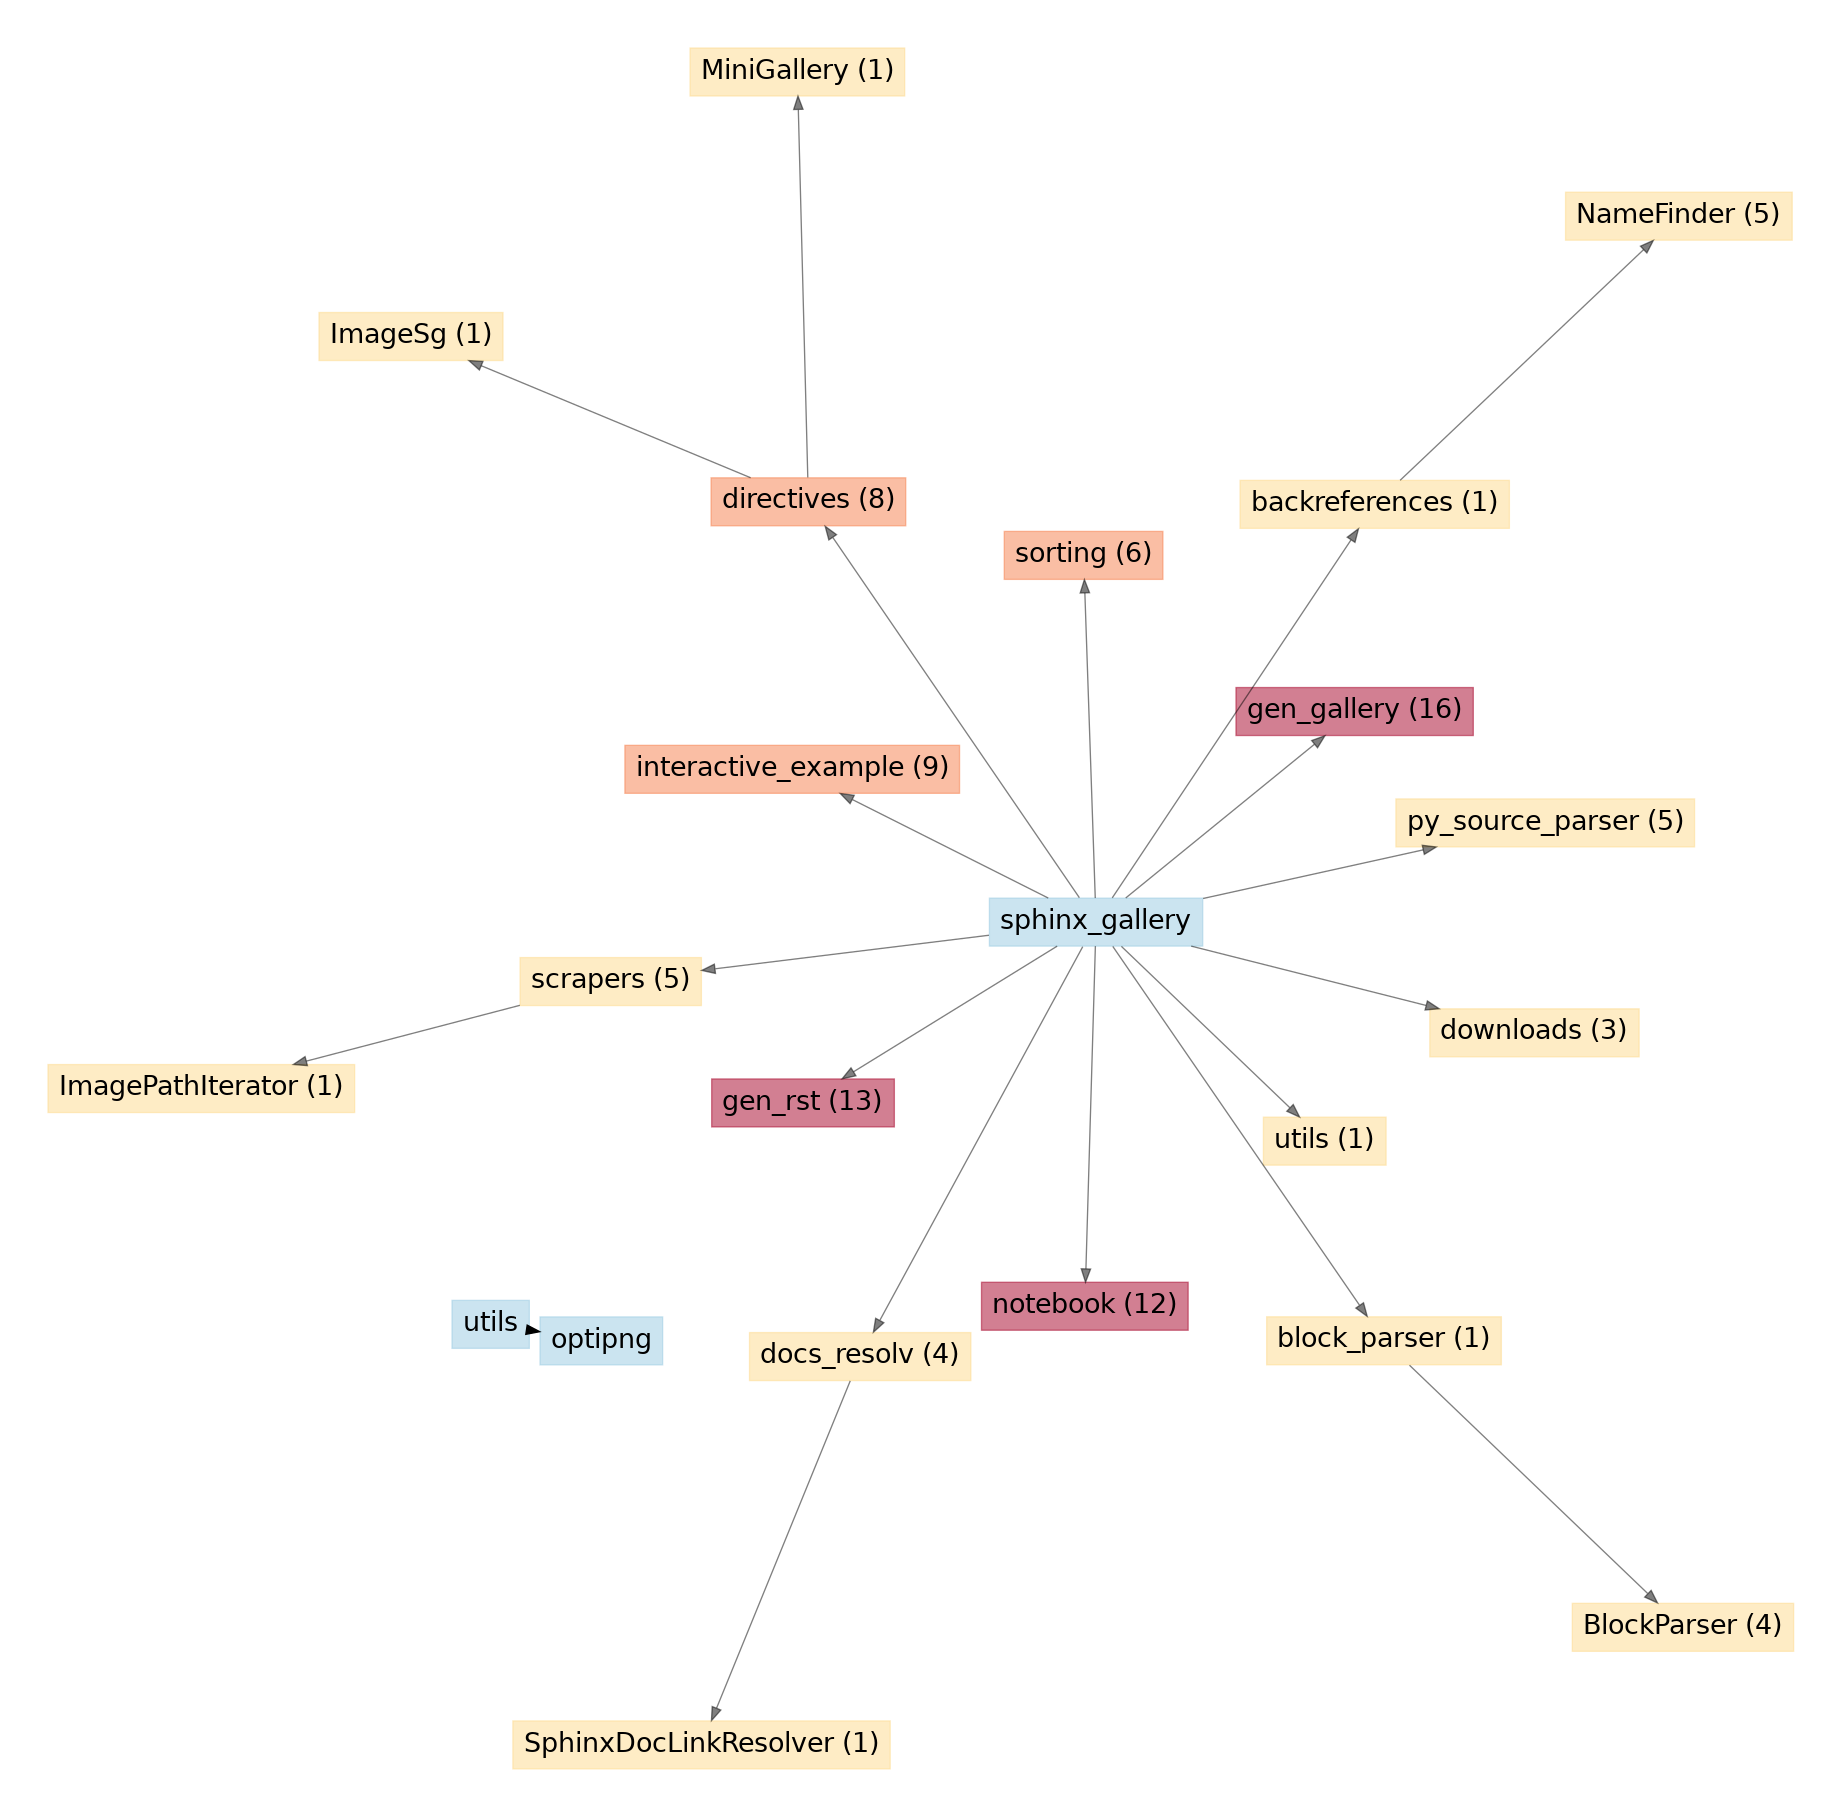 MiniGallery (1)
NameFinder (5)
ImageSg (1)
directives (8)
backreferences (1)
sorting (6)
gen_gallery (16)
interactive_example (9)
py_source_parser (5)
sphinx_gallery
scrapers (5)
downloads (3)
ImagePathIterator (1)
gen_rst (13)
utils (1)
notebook (12)
utils
optipng
block_parser (1)
docs_resolv (4)
BlockParser (4)
SphinxDocLinkResolver (1)